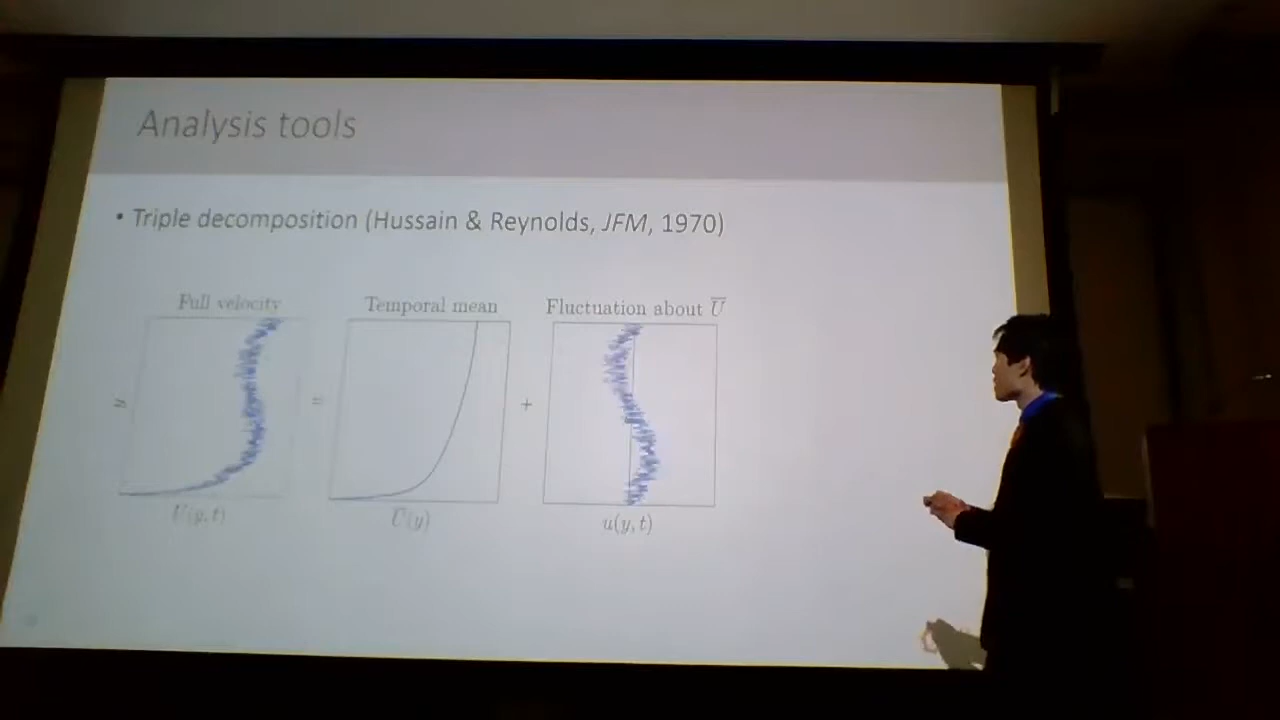 Analysis tools
• Triple decomposition (Hussain & Reynolds, JFM, 1970)
Full velocity
Temporal mean
Fluctuation about U̅
y
=
+
U(y, t)
U̅(y)
u(y, t)